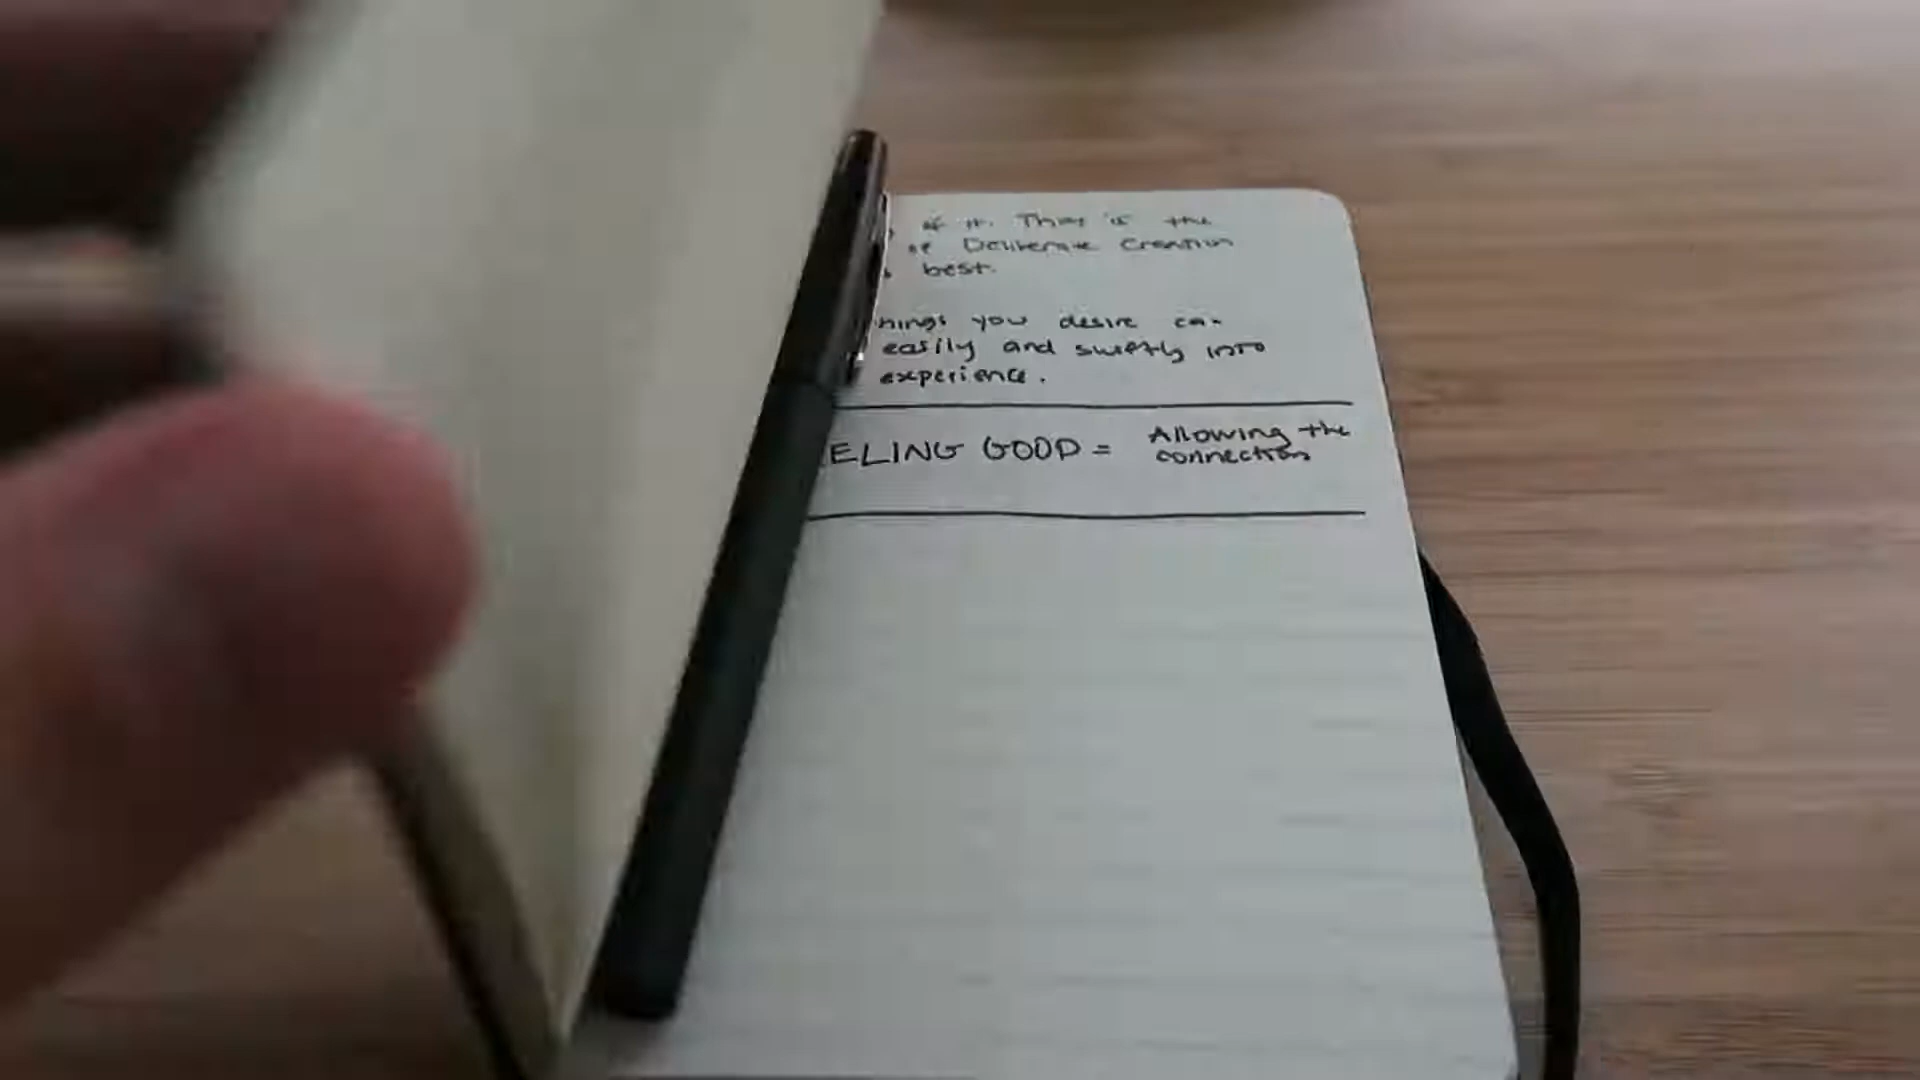 of it. That is the
of Deliberate Creation
best.
hings you desire can
easily and swiftly into
experience.
ELING GOOD = Allowing the
connection